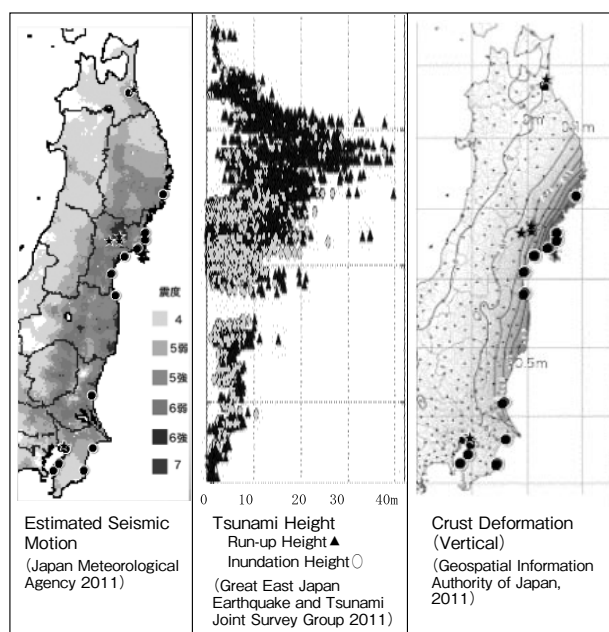 震度
4
5弱
5強
6弱
6強
7
0 10 20 30 40m
0m
0.1m
0.5m
Estimated Seismic
Motion
(Japan Meteorological
Agency 2011)
Tsunami Height
Run-up Height▲
Inundation Height○
(Great East Japan
Earthquake and Tsunami
Joint Survey Group 2011)
Crust Deformation
(Vertical)
(Geospatial Information
Authority of Japan,
2011)